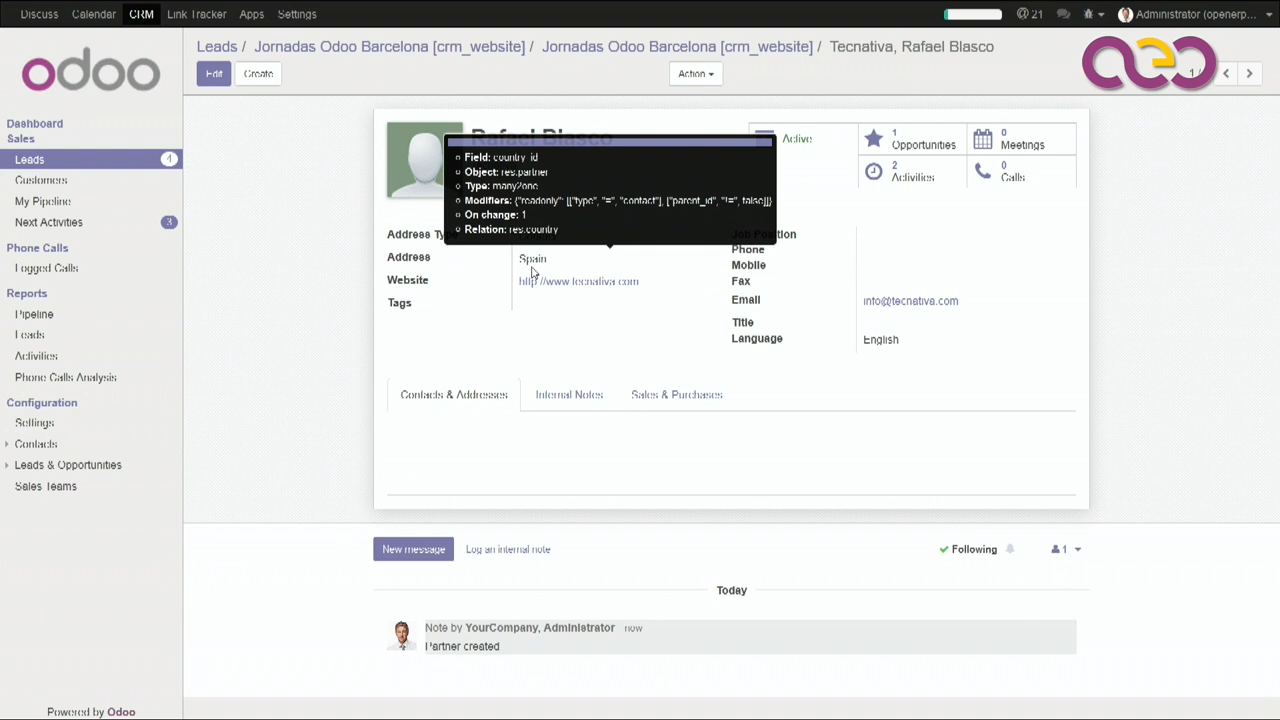 Discuss Calendar CRM Link Tracker Apps Settings @ 21 Administrator (openerp...
odoo
Leads / Jornadas Odoo Barcelona [crm_website] / Jornadas Odoo Barcelona [crm_website] / Tecnativa, Rafael Blasco
Edit Create Action 1 /
Dashboard
Sales
Leads 4
Customers
My Pipeline
Next Activities 3
Phone Calls
Logged Calls
Reports
Pipeline
Leads
Activities
Phone Calls Analysis
Configuration
Settings
Contacts
Leads & Opportunities
Sales Teams
Powered by Odoo
Rafael Blasco
Active
1 Opportunities
0 Meetings
2 Activities
0 Calls
Field: country_id
Object: res.partner
Type: many2one
Modifiers: {"readonly": [["type", "=", "contact"], ["parent_id", "!=", false]]}
On change: 1
Relation: res.country
Address Type
Address Spain
Website http://www.tecnativa.com
Tags
Job Position
Phone
Mobile
Fax
Email info@tecnativa.com
Title
Language English
Contacts & Addresses Internal Notes Sales & Purchases
New message Log an internal note Following 1
Today
Note by YourCompany, Administrator now
Partner created